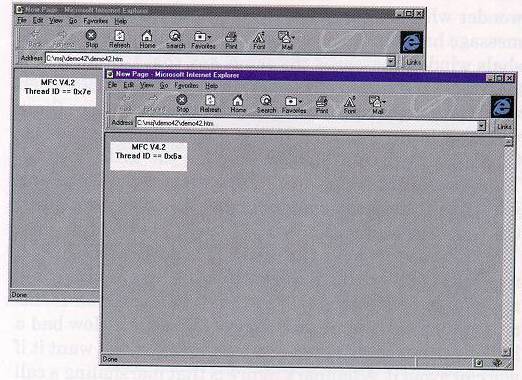 wonder wh
message h
New Page - Microsoft Internet Explorer
File Edit View Go Favorites Help
Back Forward Stop Refresh Home Search Favorites Print Font Mail
Address C:\msj\demo42\demo42.htm Links
MFC V4.2
Thread ID == 0x7e
Done
New Page - Microsoft Internet Explorer
File Edit View Go Favorites Help
Back Forward Stop Refresh Home Search Favorites Print Font Mail
Address C:\msj\demo42\demo42.htm Links
MFC V4.2
Thread ID == 0x6a
Done